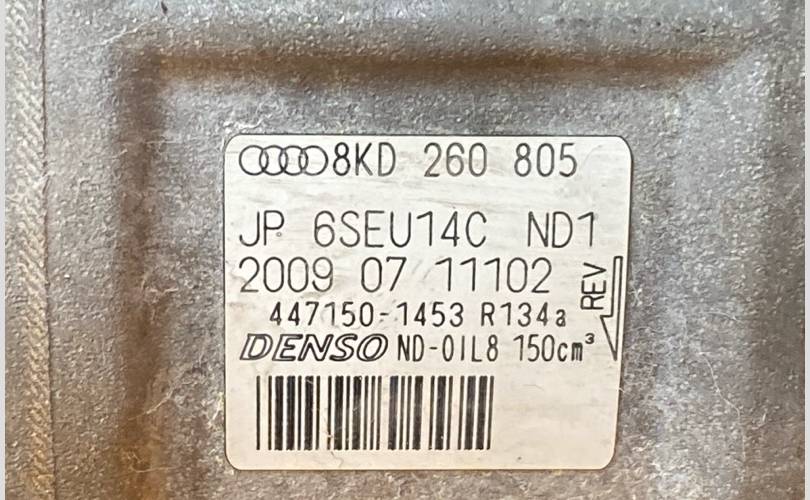 8KD 260 805
JP 6SEU14C ND1
2009 07 11102
REV
447150-1453 R134a
DENSO ND-OIL8 150cm³